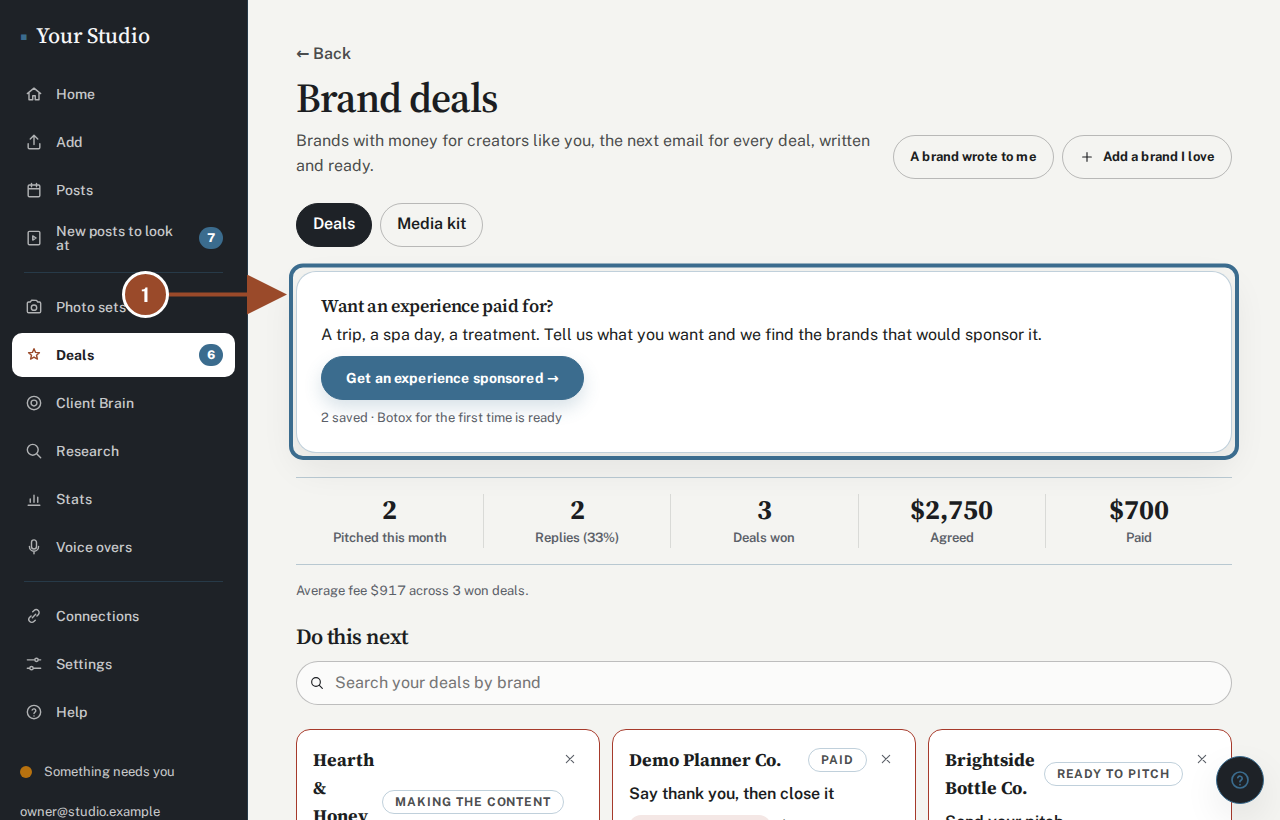 Your Studio
Home
Add
Posts
New posts to look
at
7
1
Photo sets
Deals
6
Client Brain
Research
Stats
Voice overs
Connections
Settings
Help
Something needs you
owner@studio.example
← Back
Brand deals
Brands with money for creators like you, the next email for every deal, written
and ready.
A brand wrote to me
+ Add a brand I love
Deals
Media kit
Want an experience paid for?
A trip, a spa day, a treatment. Tell us what you want and we find the brands that would sponsor it.
Get an experience sponsored →
2 saved · Botox for the first time is ready
2
Pitched this month
2
Replies (33%)
3
Deals won
$2,750
Agreed
$700
Paid
Average fee $917 across 3 won deals.
Do this next
Search your deals by brand
Hearth
&
Honey
MAKING THE CONTENT
Demo Planner Co.
PAID
Say thank you, then close it
Brightside
Bottle Co.
READY TO PITCH
Send your pitch